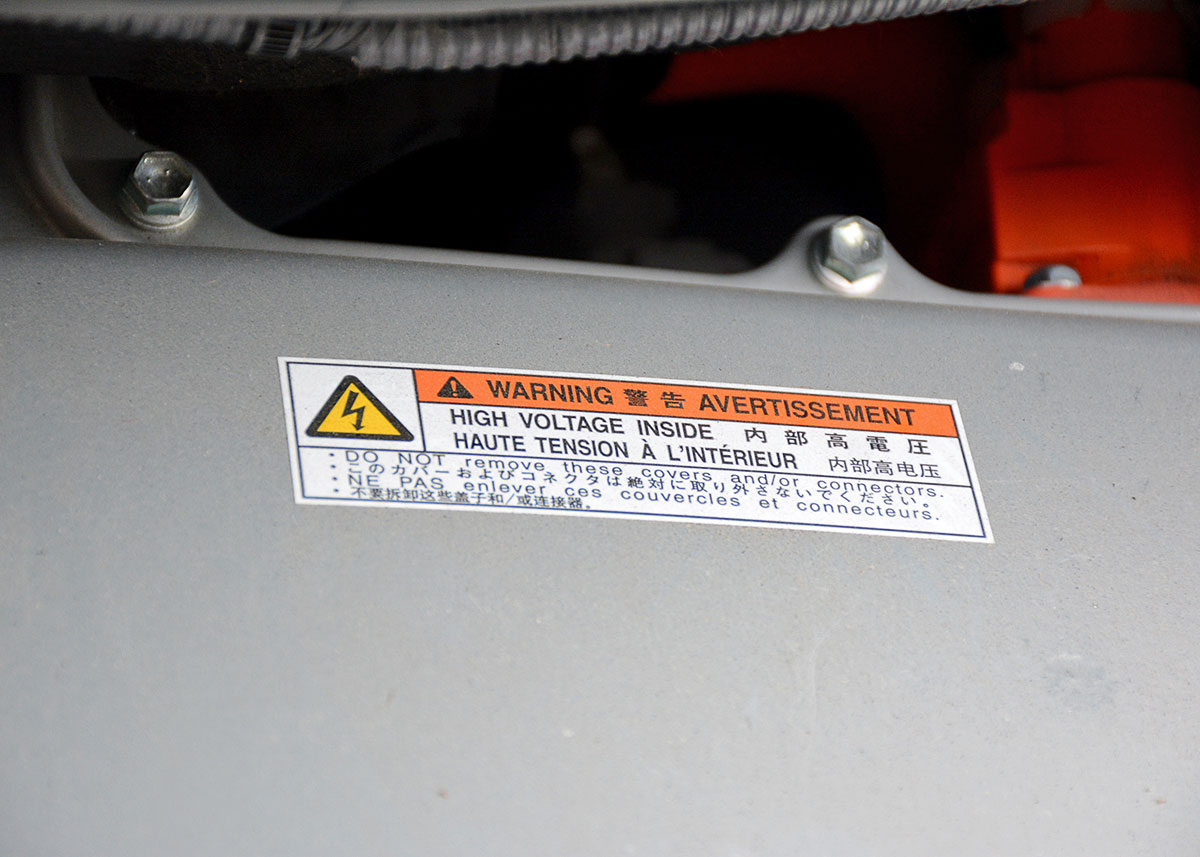 WARNING 警告 AVERTISSEMENT
HIGH VOLTAGE INSIDE 内部高電圧
HAUTE TENSION À L'INTÉRIEUR 内部高电压
・DO NOT remove these covers and/or connectors.
・このカバーおよびコネクタは絶対に取り外さないでください。
・NE PAS enlever ces couvercles et connecteurs.
・不要拆卸这些盖子和/或连接器。